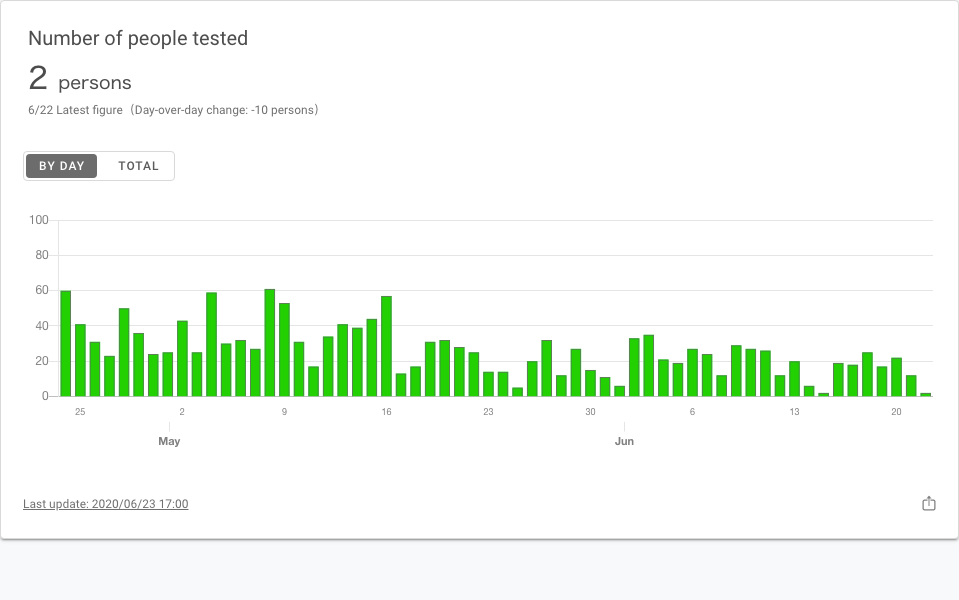 Number of people tested
2 persons
6/22 Latest figure（Day-over-day change: -10 persons）
BY DAY TOTAL
100
80
60
40
20
0
25 2 9 16 23 30 6 13 20
May Jun
Last update: 2020/06/23 17:00